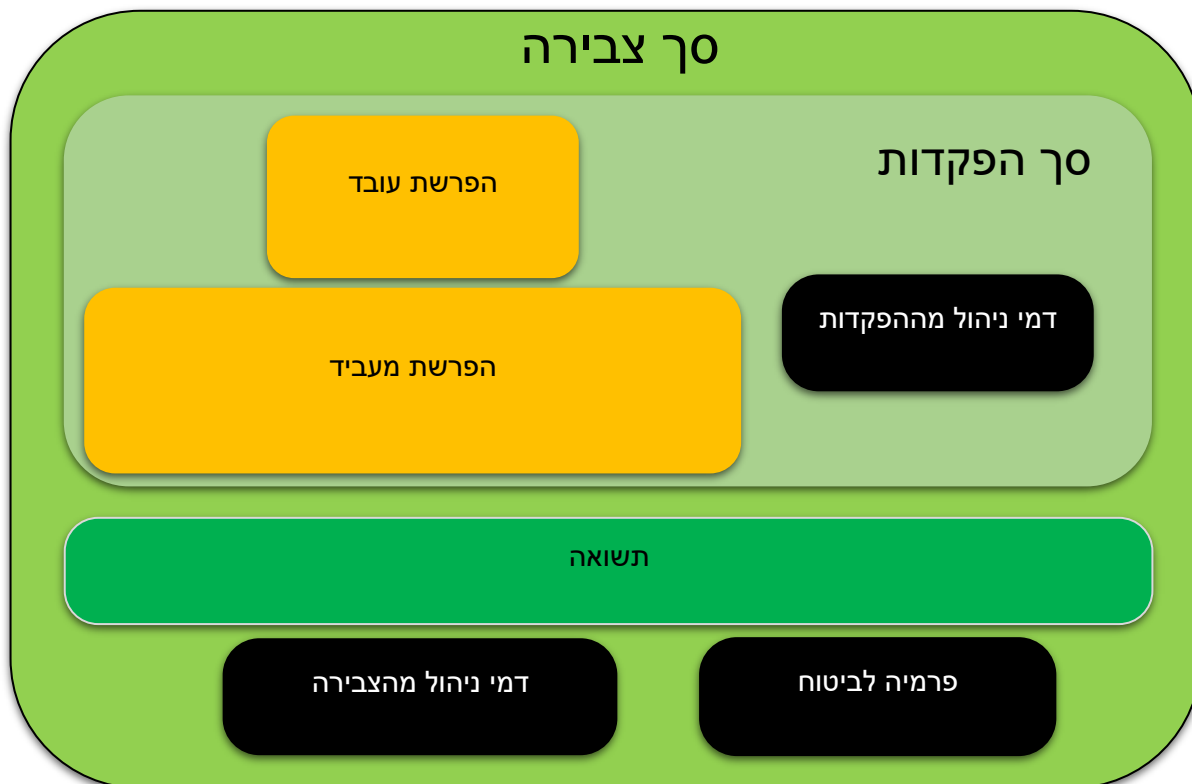 סך צבירה
סך הפקדות
הפרשת עובד
דמי ניהול מההפקדות
הפרשת מעביד
תשואה
פרמיה לביטוח
דמי ניהול מהצבירה